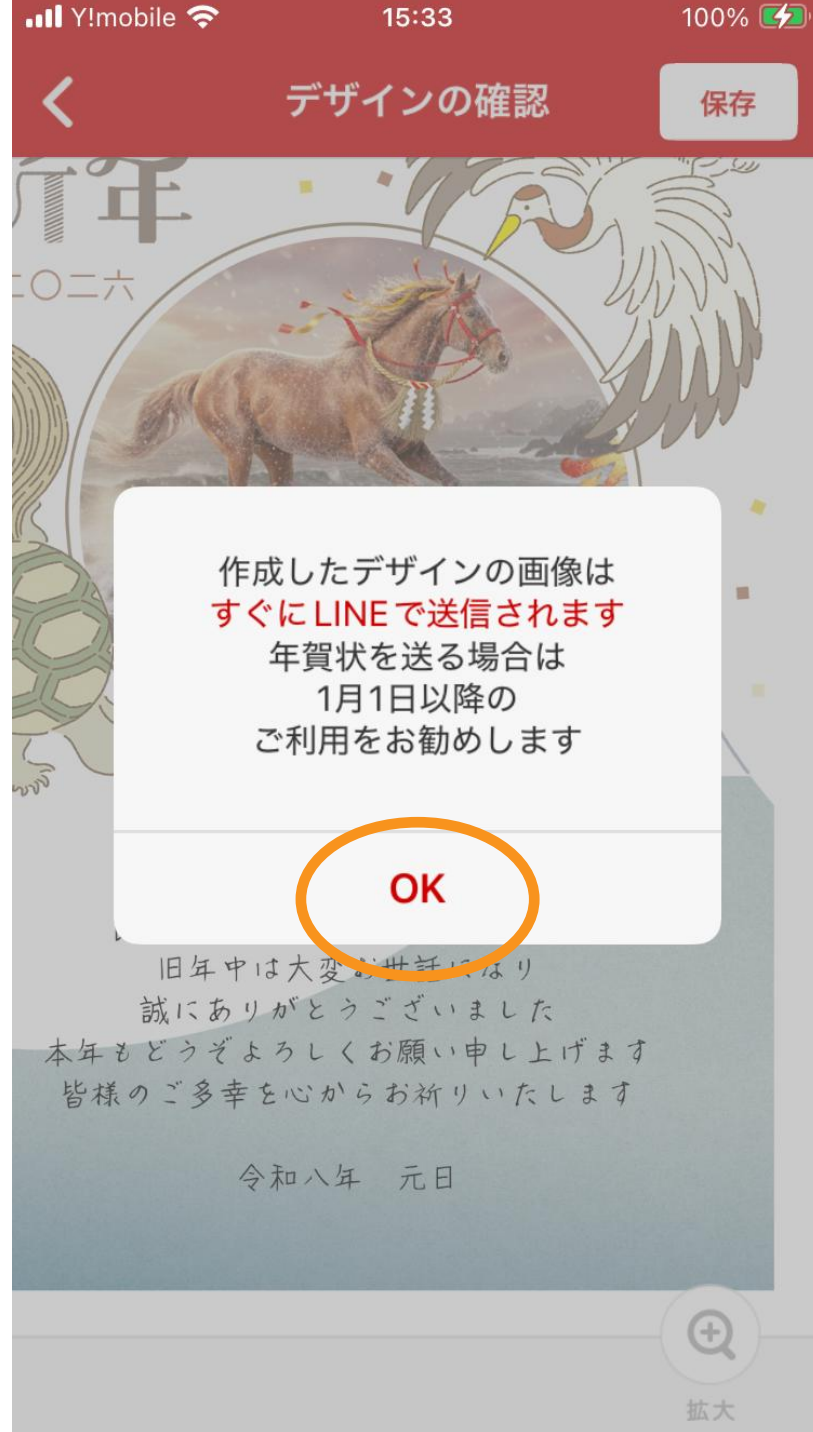 Y!mobile 15:33 100%
デザインの確認
保存
新年
二〇二六
作成したデザインの画像は
すぐにLINEで送信されます
年賀状を送る場合は
1月1日以降の
ご利用をお勧めします
OK
旧年中は大変お世話になり
誠にありがとうございました
本年もどうぞよろしくお願い申し上げます
皆様のご多幸を心からお祈りいたします
令和八年 元日
拡大